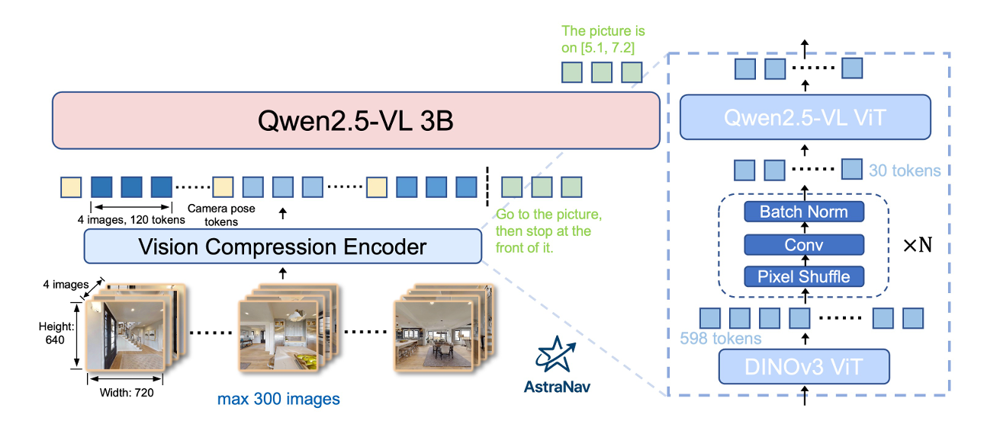 The picture is
on [5.1, 7.2]
Qwen2.5-VL 3B
4 images, 120 tokens
Camera pose
tokens
Go to the picture,
then stop at the
front of it.
Vision Compression Encoder
4 images
Height:
640
Width: 720
max 300 images
AstraNav
Qwen2.5-VL ViT
30 tokens
Batch Norm
Conv
Pixel Shuffle
×N
598 tokens
DINOv3 ViT